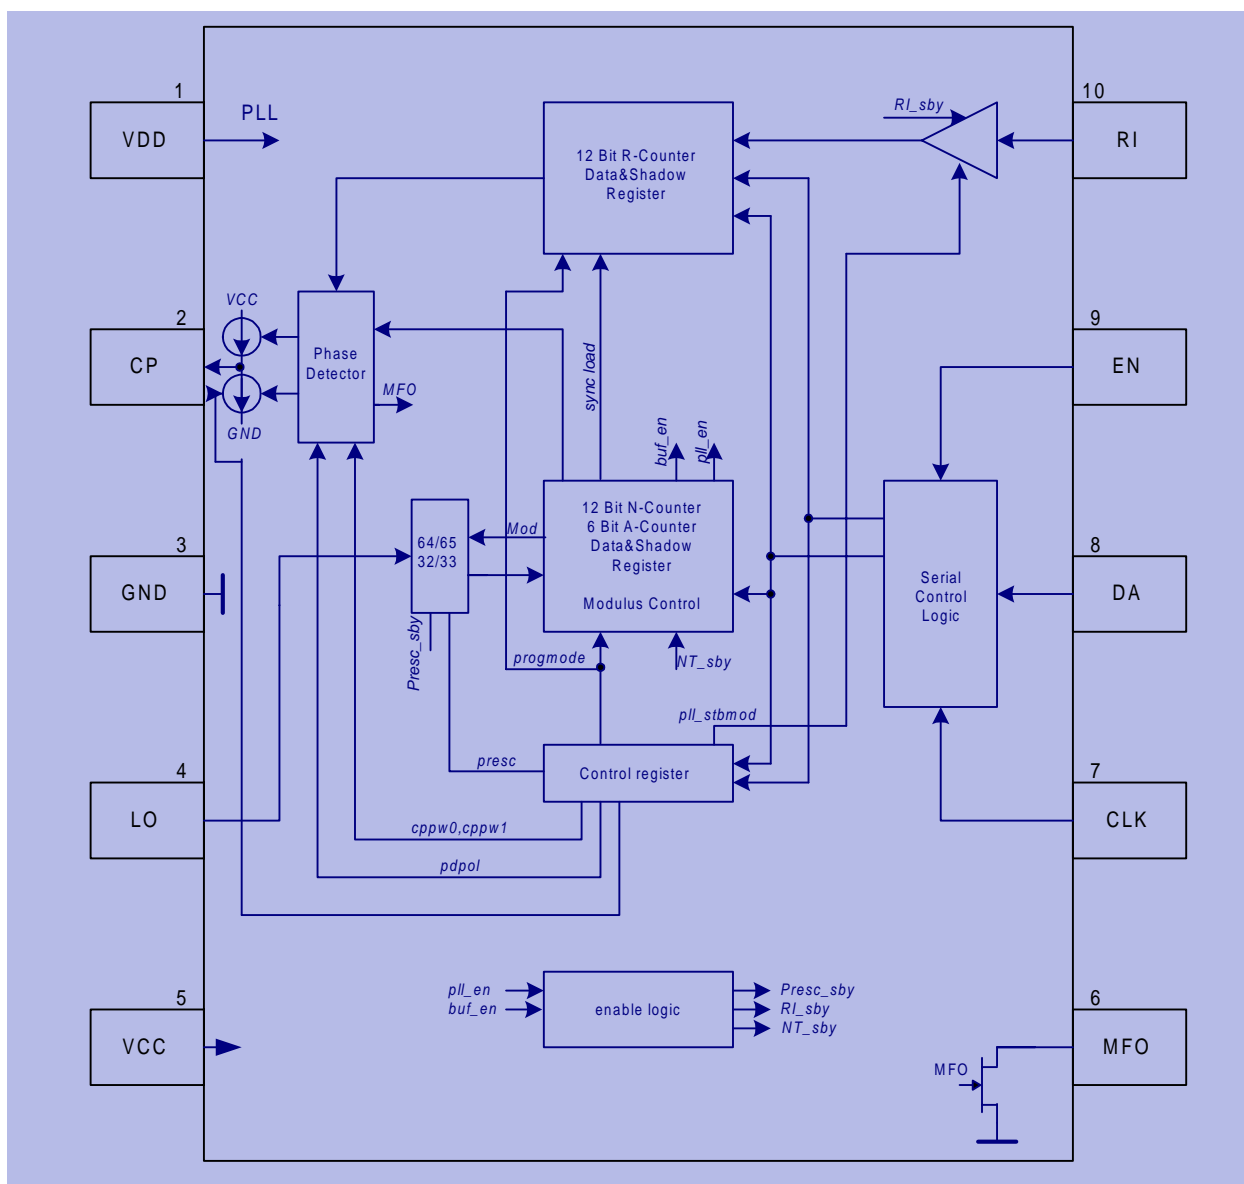 1
VDD
PLL
10
RI
RI_sby
12 Bit R-Counter
Data&Shadow
Register
2
CP
VCC
GND
Phase
Detector
MFO
sync load
buf_en
pll_en
9
EN
3
GND
64/65
32/33
Mod
12 Bit N-Counter
6 Bit A-Counter
Data&Shadow
Register
Modulus Control
Serial
Control
Logic
8
DA
Presc_sby
progmode
NT_sby
pll_stbmod
4
LO
presc
Control register
7
CLK
cppw0,cppw1
pdpol
5
VCC
pll_en
buf_en
enable logic
Presc_sby
RI_sby
NT_sby
6
MFO
MFO